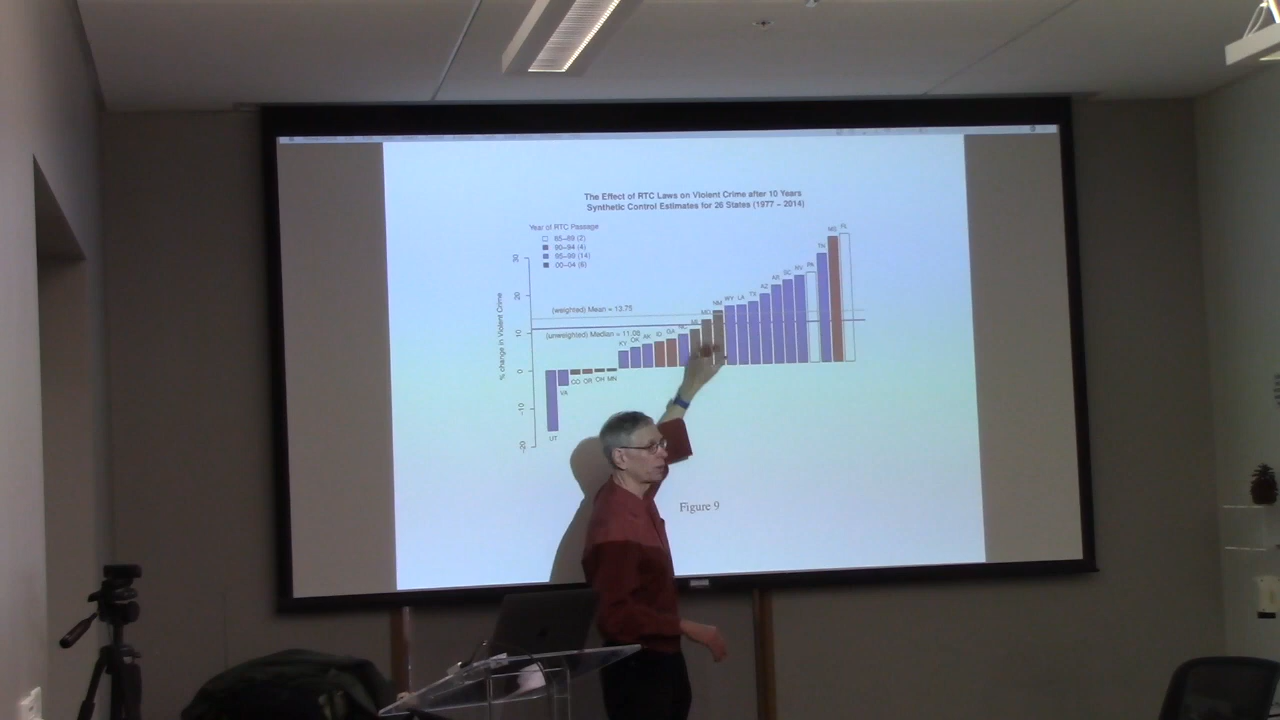 The Effect of RTC Laws on Violent Crime after 10 Years
Synthetic Control Estimates for 26 States (1977 – 2014)
Year of RTC Passage
85–89 (2)
90–94 (4)
95–99 (14)
00–04 (6)
% change in Violent Crime
30
20
10
0
-10
-20
(weighted) Mean = 13.75
(unweighted) Median = 11.06
UT
VA
CO
OR
OH
MN
KY
OK
AK
ID
GA
NC
MI
MO
NM
WY
LA
TX
AZ
AR
SC
NV
PA
TN
MS
FL
Figure 9